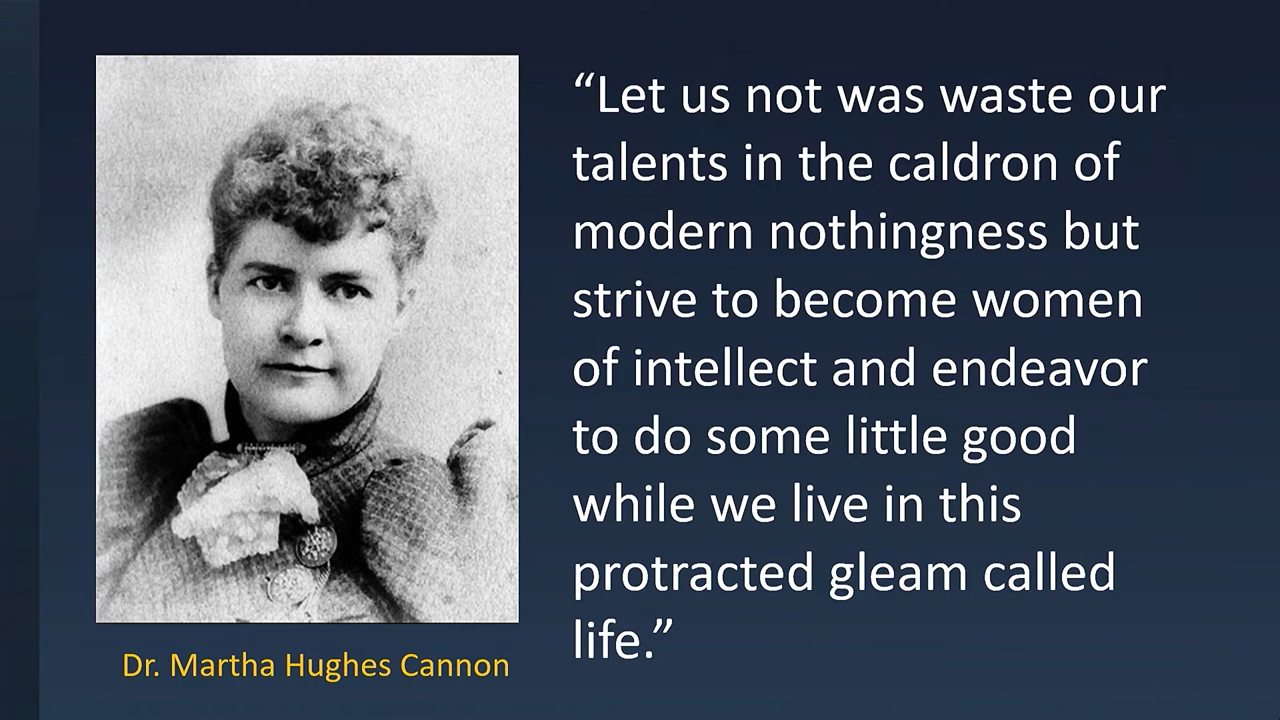 “Let us not was waste our
talents in the caldron of
modern nothingness but
strive to become women
of intellect and endeavor
to do some little good
while we live in this
protracted gleam called
life.”
Dr. Martha Hughes Cannon